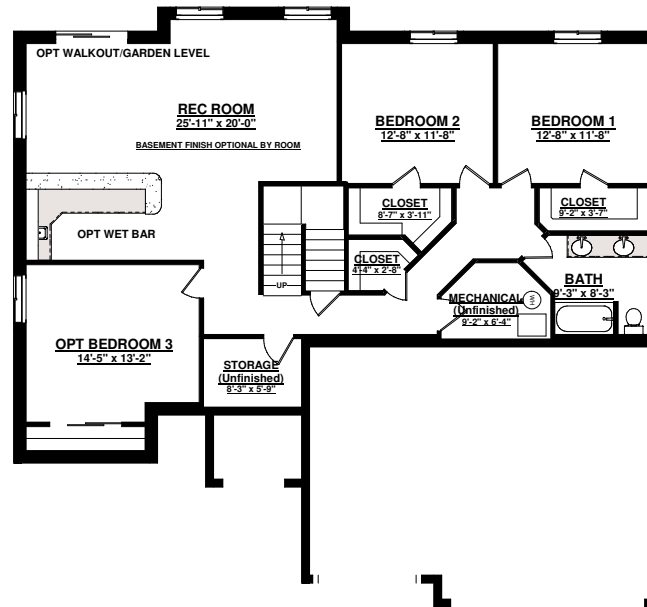 OPT WALKOUT/GARDEN LEVEL
REC ROOM
25'-11" x 20'-0"
BASEMENT FINISH OPTIONAL BY ROOM
BEDROOM 2
12'-8" x 11'-8"
BEDROOM 1
12'-8" x 11'-8"
CLOSET
8'-7" x 3'-11"
CLOSET
9'-2" x 3'-7"
OPT WET BAR
CLOSET
4'-4" x 2'-8"
UP
BATH
9'-3" x 8'-3"
MECHANICAL
(Unfinished)
9'-2" x 6'-4"
WH
OPT BEDROOM 3
14'-5" x 13'-2"
STORAGE
(Unfinished)
8'-3" x 5'-9"